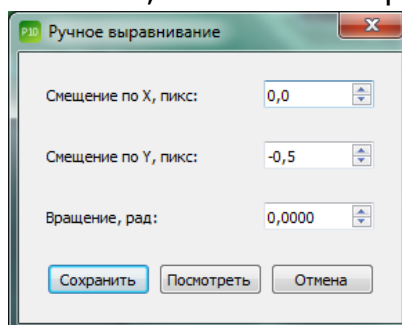 P10 Ручное выравнивание
Смещение по X, пикс: 0,0
Смещение по Y, пикс: -0,5
Вращение, рад: 0,0000
Сохранить Посмотреть Отмена